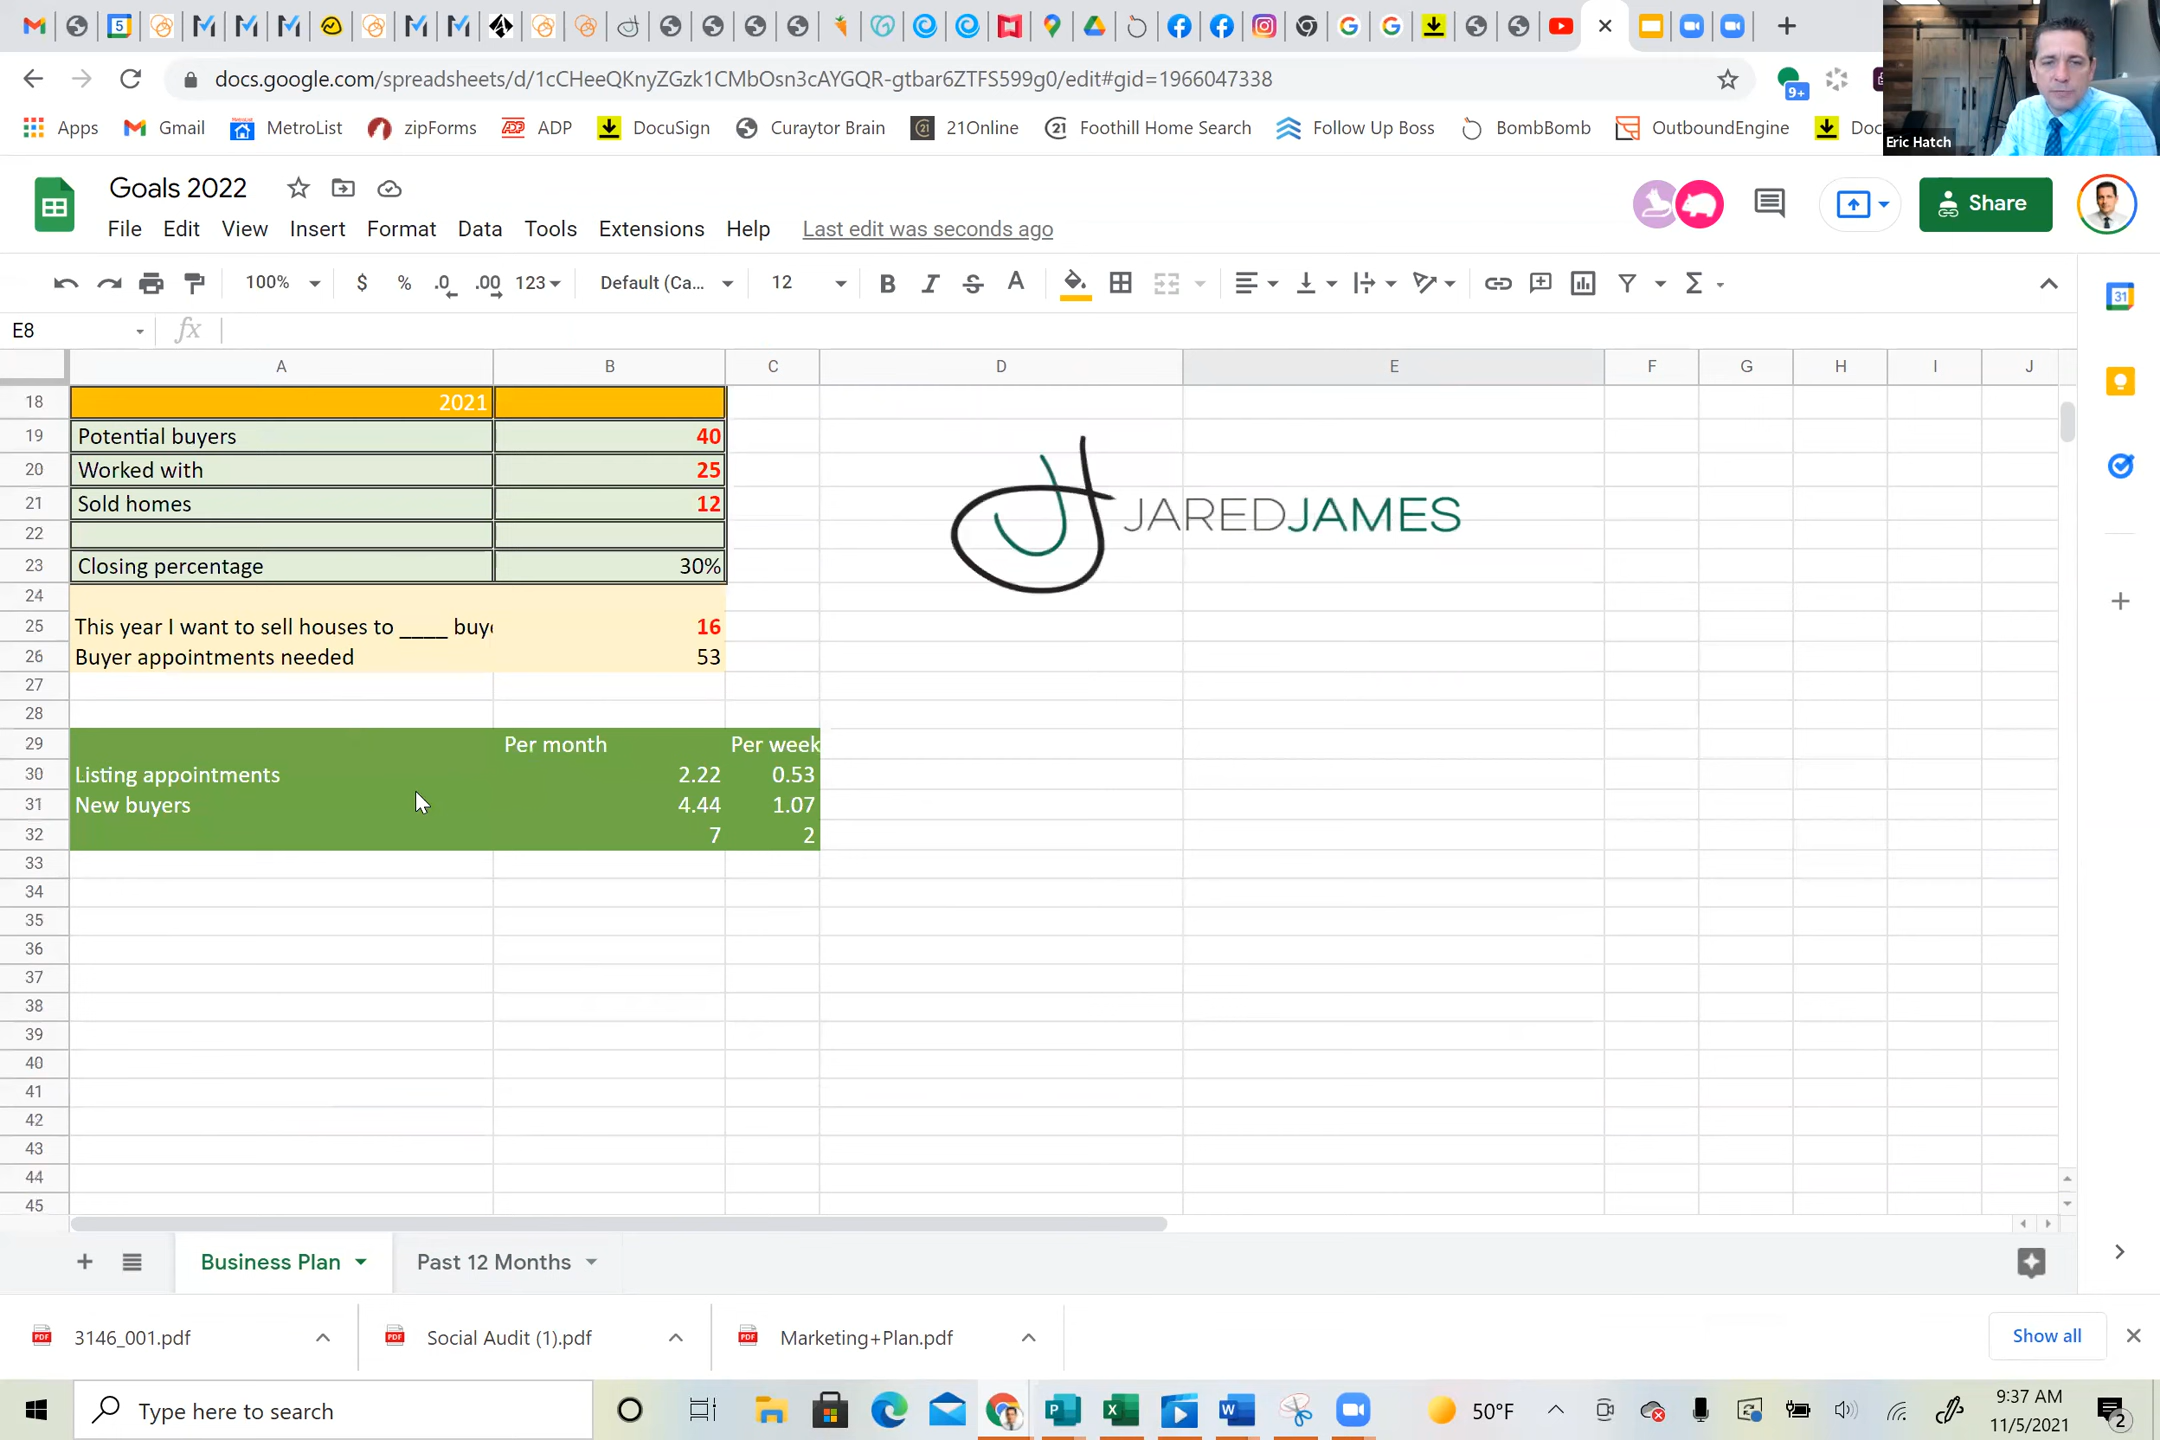 docs.google.com/spreadsheets/d/1cCHeeQKnyZGzk1CMbOsn3cAYGQR-gtbar6ZTFS599g0/edit#gid=1966047338
9+
Apps Gmail MetroList zipForms ADP DocuSign Curaytor Brain 21Online Foothill Home Search Follow Up Boss BombBomb OutboundEngine Doc
Eric Hatch
Goals 2022
File Edit View Insert Format Data Tools Extensions Help Last edit was seconds ago
Share
100% $ % .0 .00 123 Default (Ca... 12 B I S A
E8 fx
A B C D E F G H I J
18 2021
19 Potential buyers 40
20 Worked with 25
21 Sold homes 12
22
23 Closing percentage 30%
24
25 This year I want to sell houses to ____ buy 16
26 Buyer appointments needed 53
27
28
29 Per month Per week
30 Listing appointments 2.22 0.53
31 New buyers 4.44 1.07
32 7 2
33
34
35
36
37
38
39
40
41
42
43
44
45
JAREDJAMES
Business Plan Past 12 Months
3146_001.pdf Social Audit (1).pdf Marketing+Plan.pdf Show all
Type here to search
50°F
9:37 AM
11/5/2021
2